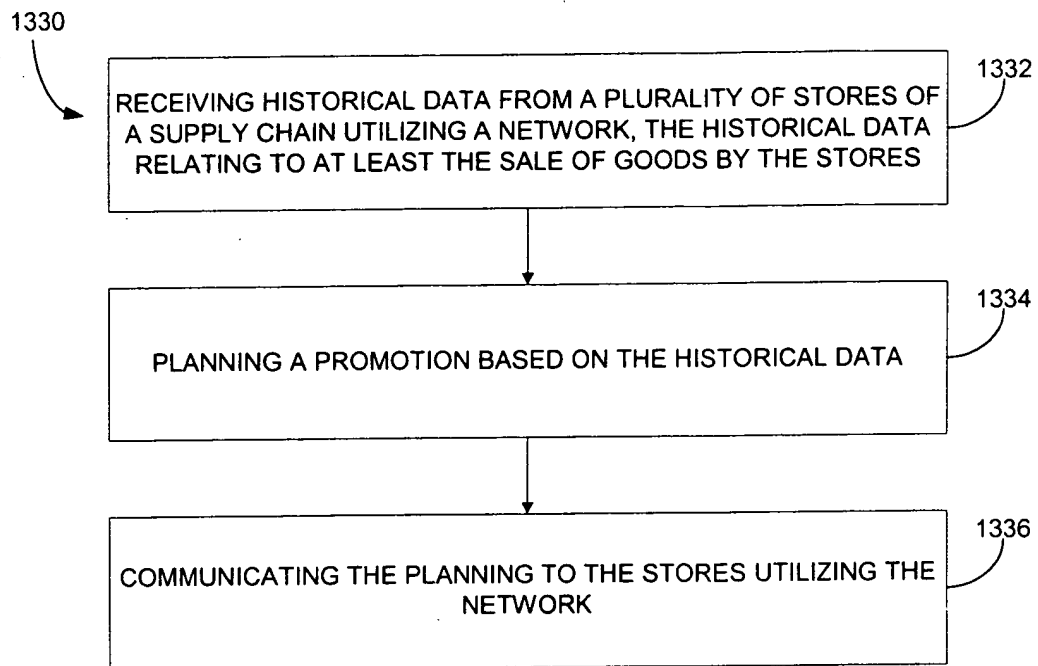 1330
1332
RECEIVING HISTORICAL DATA FROM A PLURALITY OF STORES OF
A SUPPLY CHAIN UTILIZING A NETWORK, THE HISTORICAL DATA
RELATING TO AT LEAST THE SALE OF GOODS BY THE STORES
1334
PLANNING A PROMOTION BASED ON THE HISTORICAL DATA
1336
COMMUNICATING THE PLANNING TO THE STORES UTILIZING THE
NETWORK